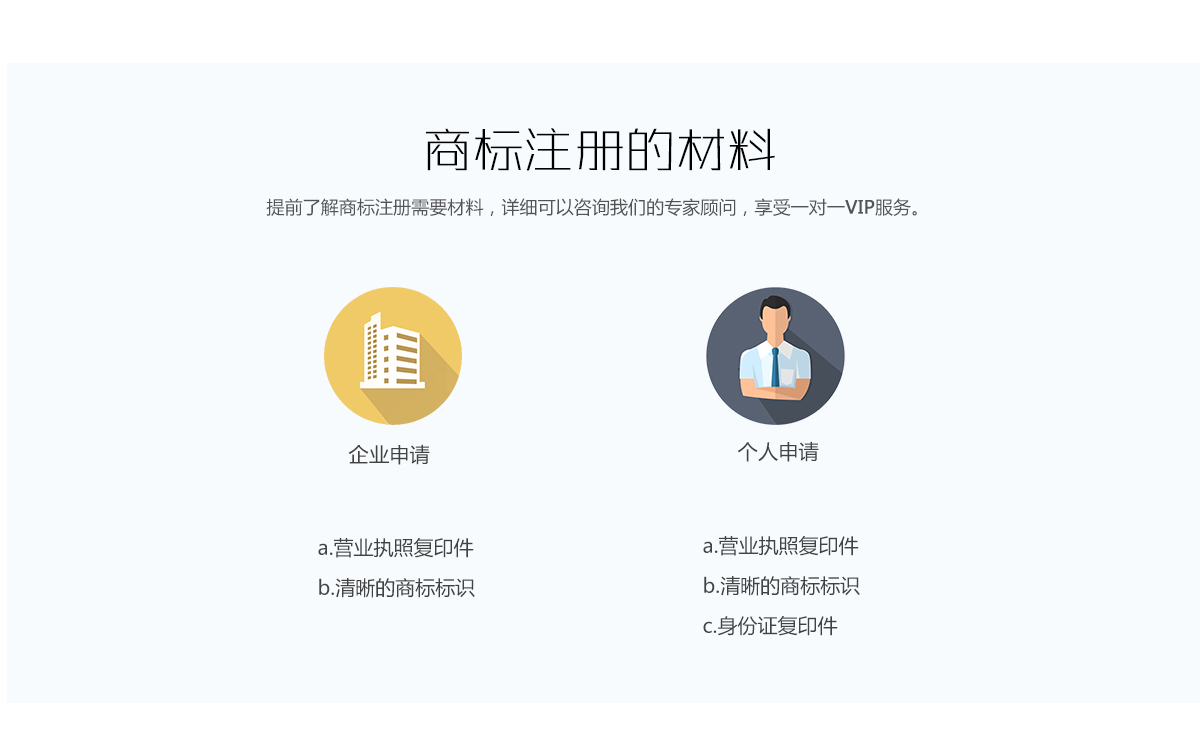 商标注册的材料
提前了解商标注册需要材料，详细可以咨询我们的专家顾问，享受一对一VIP服务。
企业申请
a.营业执照复印件
b.清晰的商标标识
个人申请
a.营业执照复印件
b.清晰的商标标识
c.身份证复印件